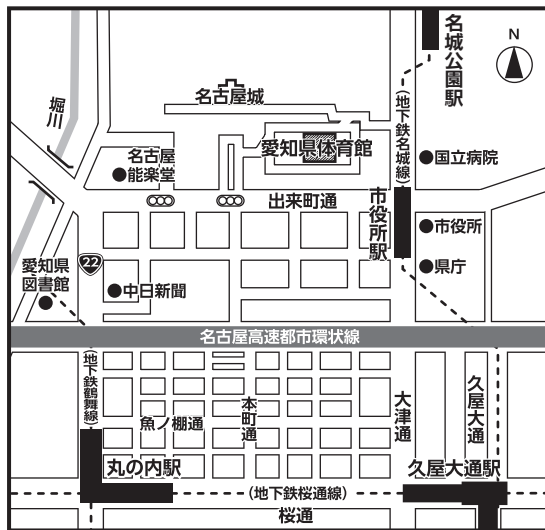 名城公園駅
N
(地下鉄名城線)
名古屋城
堀川
名古屋
能楽堂
愛知県体育館
国立病院
出来町通
市役所駅
市役所
県庁
愛知県
図書館
22
中日新聞
名古屋高速都市環状線
(地下鉄鶴舞線)
魚ノ棚通
本町通
大津通
久屋大通
丸の内駅
久屋大通駅
(地下鉄桜通線)
桜通